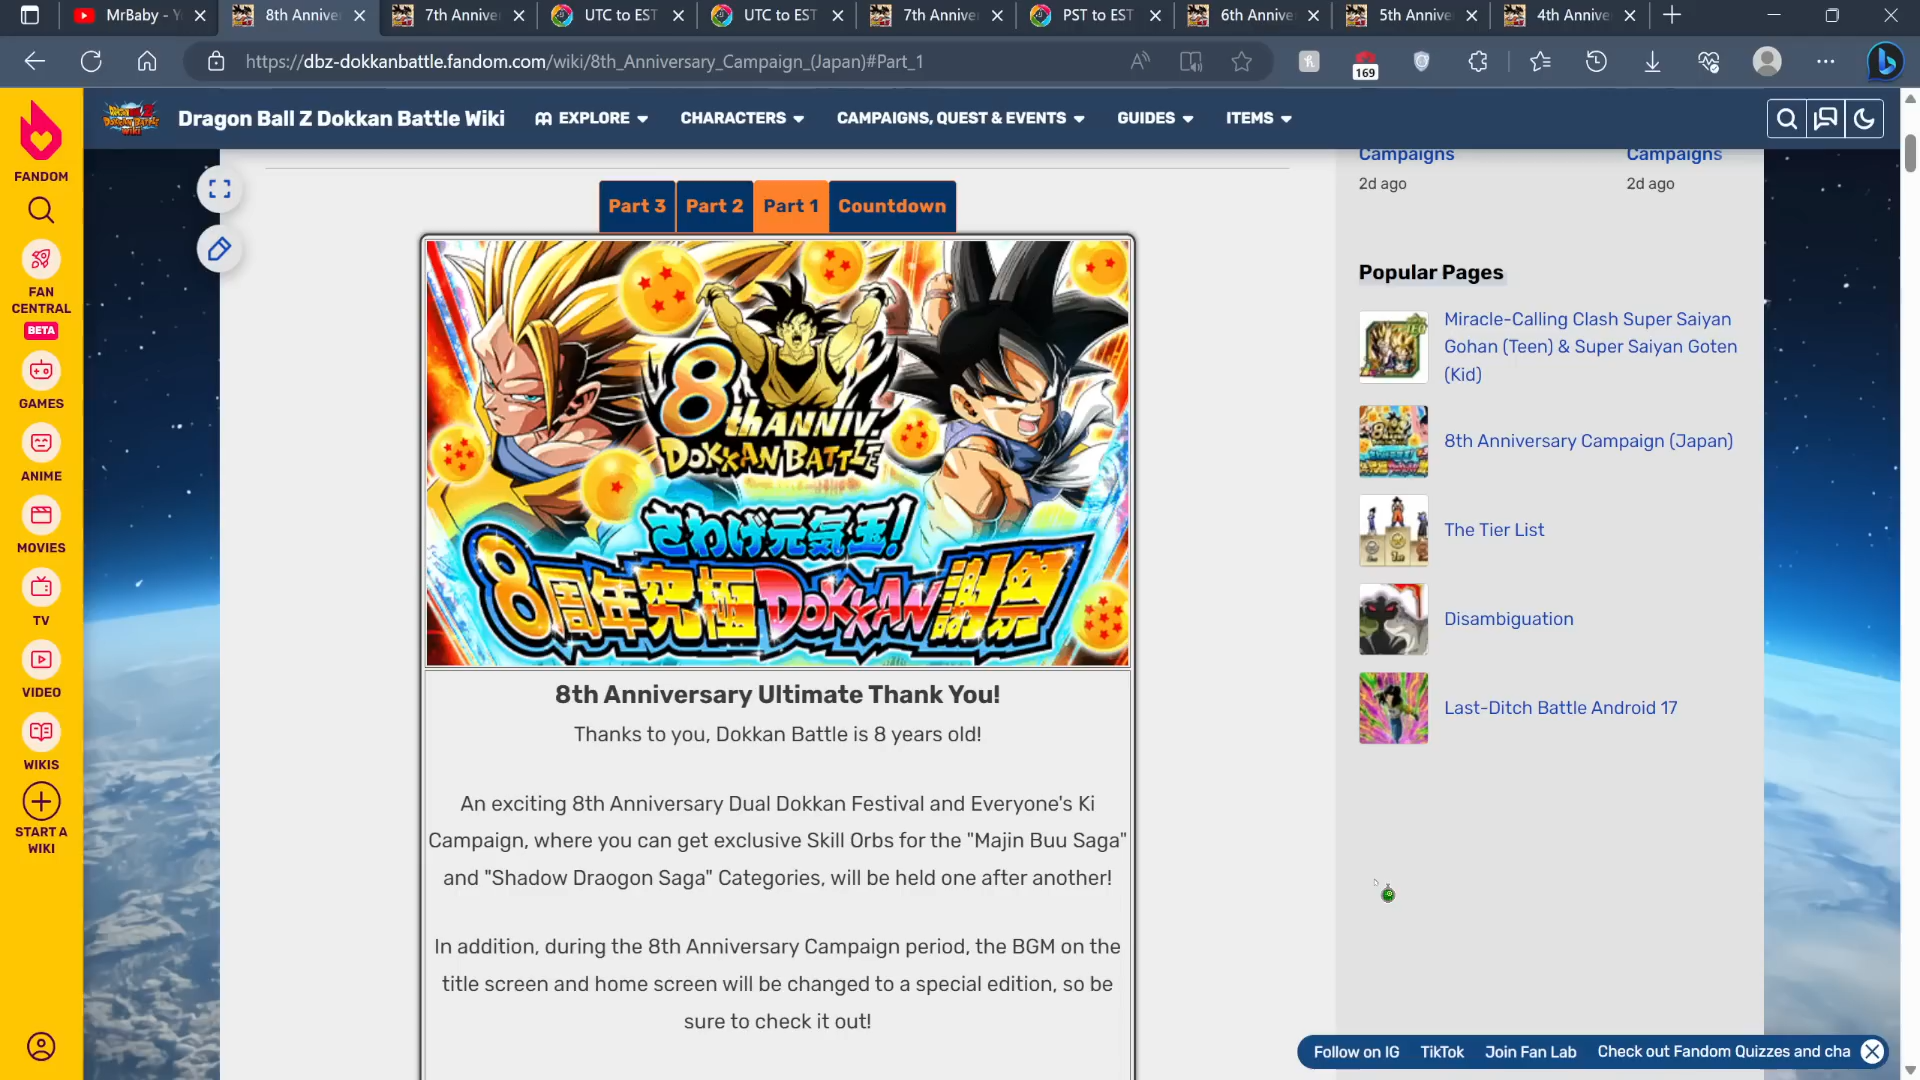 MrBaby - Y
8th Annive
7th Annive
UTC to EST
UTC to EST
7th Annive
PST to EST
6th Annive
5th Annive
4th Annive
https://dbz-dokkanbattle.fandom.com/wiki/8th_Anniversary_Campaign_(Japan)#Part_1
169
Dragon Ball Z Dokkan Battle Wiki
EXPLORE
CHARACTERS
CAMPAIGNS, QUEST & EVENTS
GUIDES
ITEMS
FANDOM
FAN
CENTRAL
BETA
GAMES
ANIME
MOVIES
TV
VIDEO
WIKIS
START A
WIKI
Part 3
Part 2
Part 1
Countdown
8th ANNIV.
DOKKAN BATTLE
さわげ元気玉!
8周年究極DOKKAN謝祭
8th Anniversary Ultimate Thank You!
Thanks to you, Dokkan Battle is 8 years old!
An exciting 8th Anniversary Dual Dokkan Festival and Everyone's Ki
Campaign, where you can get exclusive Skill Orbs for the "Majin Buu Saga"
and "Shadow Draogon Saga" Categories, will be held one after another!
In addition, during the 8th Anniversary Campaign period, the BGM on the
title screen and home screen will be changed to a special edition, so be
sure to check it out!
Campaigns
2d ago
Campaigns
2d ago
Popular Pages
Miracle-Calling Clash Super Saiyan
Gohan (Teen) & Super Saiyan Goten
(Kid)
8th Anniversary Campaign (Japan)
The Tier List
Disambiguation
Last-Ditch Battle Android 17
Follow on IG
TikTok
Join Fan Lab
Check out Fandom Quizzes and cha